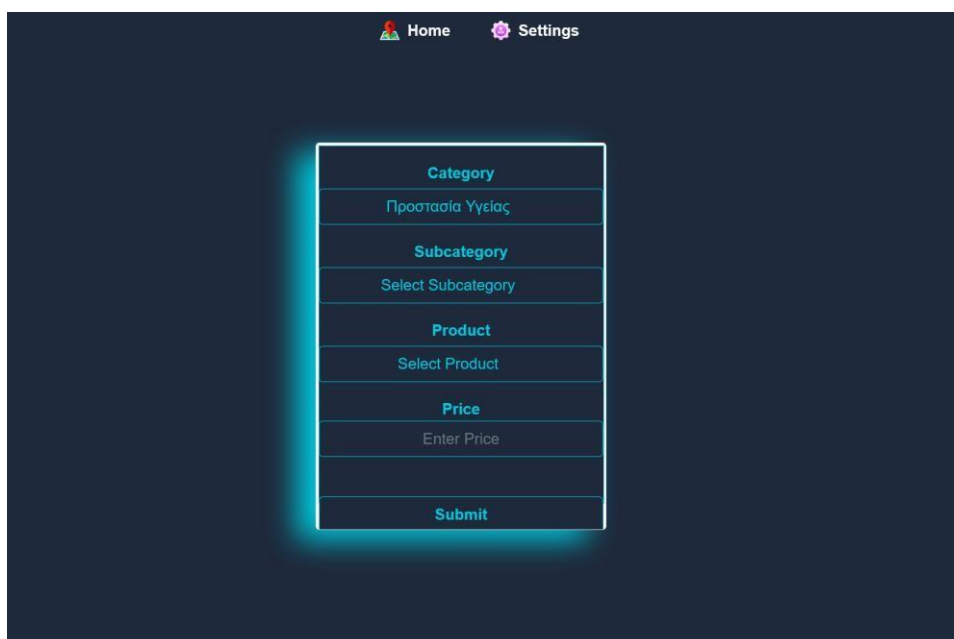 Home Settings
Category
Προστασία Υγείας
Subcategory
Select Subcategory
Product
Select Product
Price
Enter Price
Submit